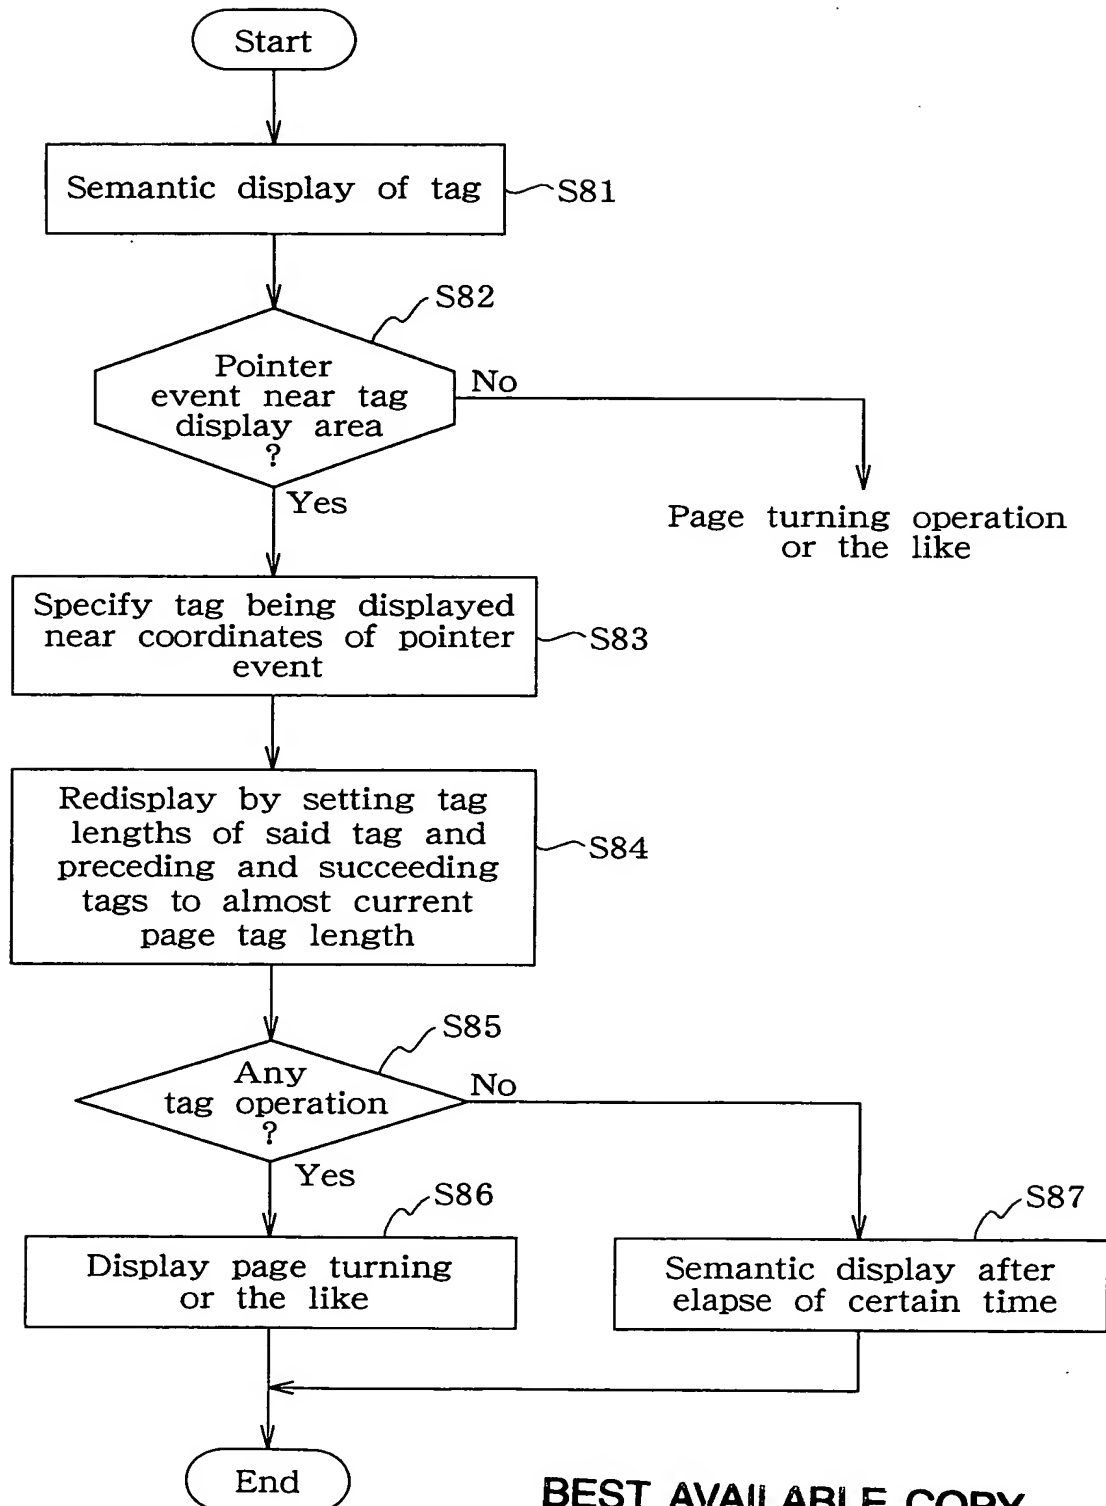 Start
Semantic display of tag
S81
S82
Pointer
event near tag
display area
?
No
Yes
Page turning operation
or the like
Specify tag being displayed
near coordinates of pointer
event
S83
Redisplay by setting tag
lengths of said tag and
preceding and succeeding
tags to almost current
page tag length
S84
S85
Any
tag operation
?
No
Yes
S86
Display page turning
or the like
S87
Semantic display after
elapse of certain time
End
BEST AVAILABLE COPY